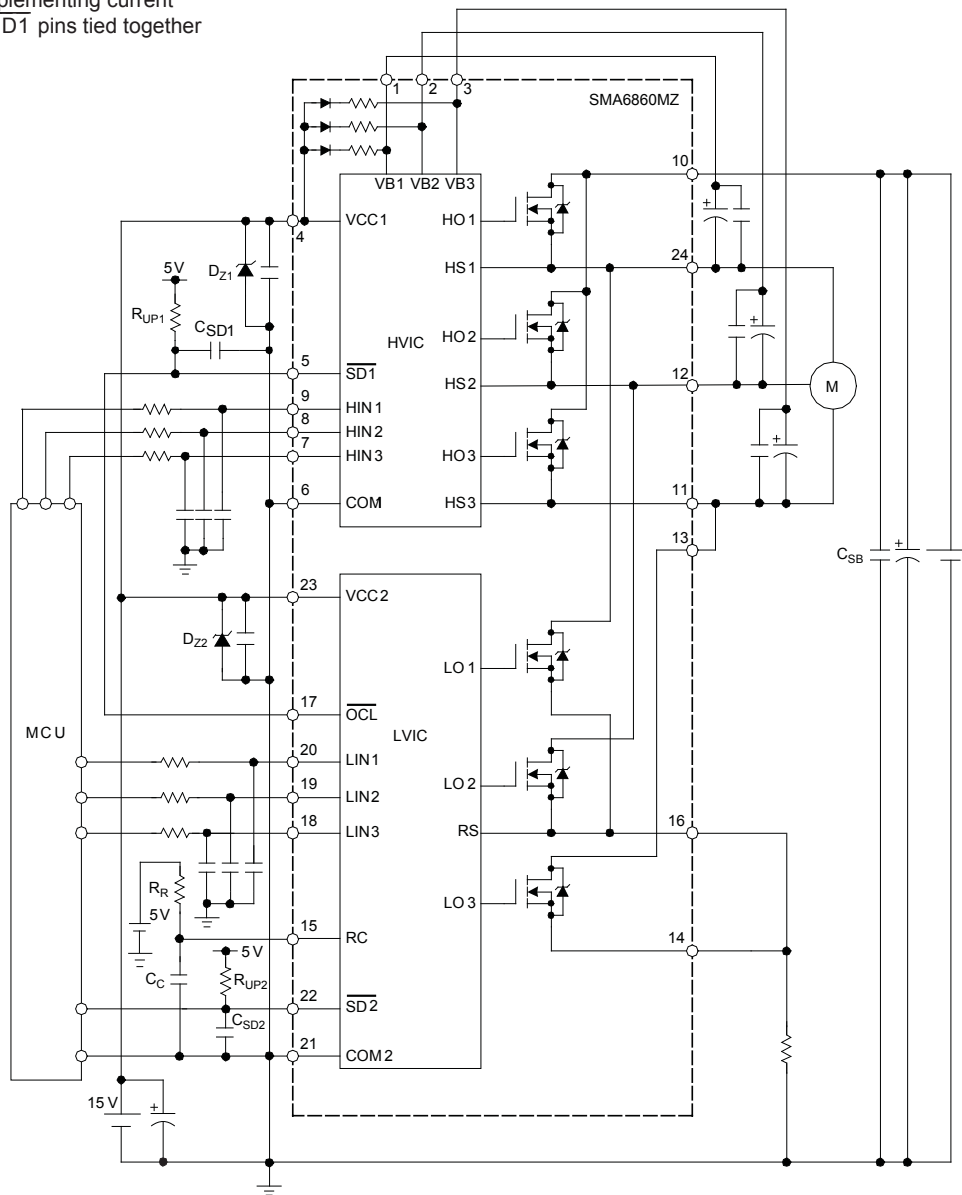 plementing current
D1 pins tied together
1
2
3
SMA6860MZ
VB1 VB2 VB3
10
4
VCC1
HO1
DZ1
5V
RUP1
CSD1
HS1
24
HVIC
HO2
5
SD1
HS2
12
M
9
HIN1
8
HIN2
7
HIN3
HO3
6
COM1
HS3
11
13
CSB
+
+
+
+
23
VCC2
DZ2
LO1
17
OCL
MCU
LVIC
20
LIN1
19
LIN2
LO2
18
LIN3
RS
16
RR
5V
LO3
15
RC
14
5V
CC
RUP2
22
SD2
CSD2
21
COM2
15V
+